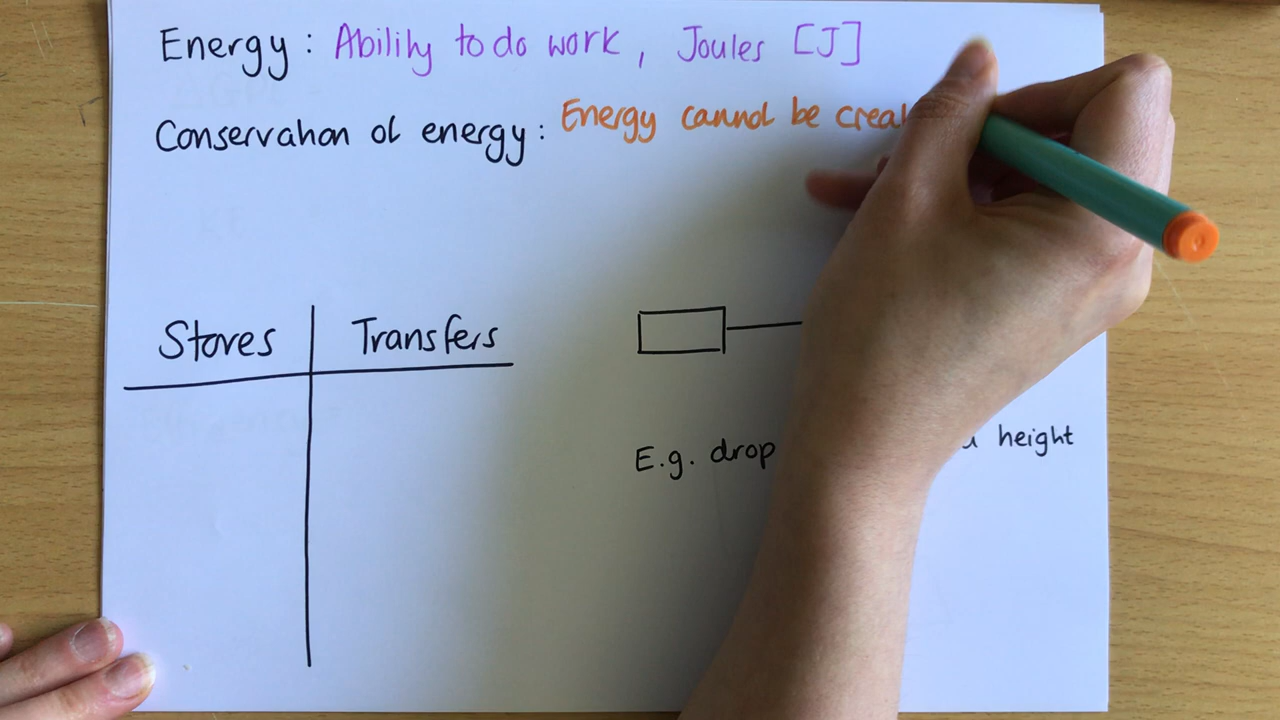 Energy: Ability to do work, Joules [J]
Conservation of energy: Energy cannot be creat
Stores Transfers
E.g. drop height